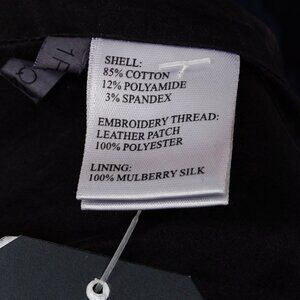 SHELL:
85% COTTON
12% POLYAMIDE
3% SPANDEX
EMBROIDERY THREAD:
LEATHER PATCH
100% POLYESTER
LINING:
100% MULBERRY SILK